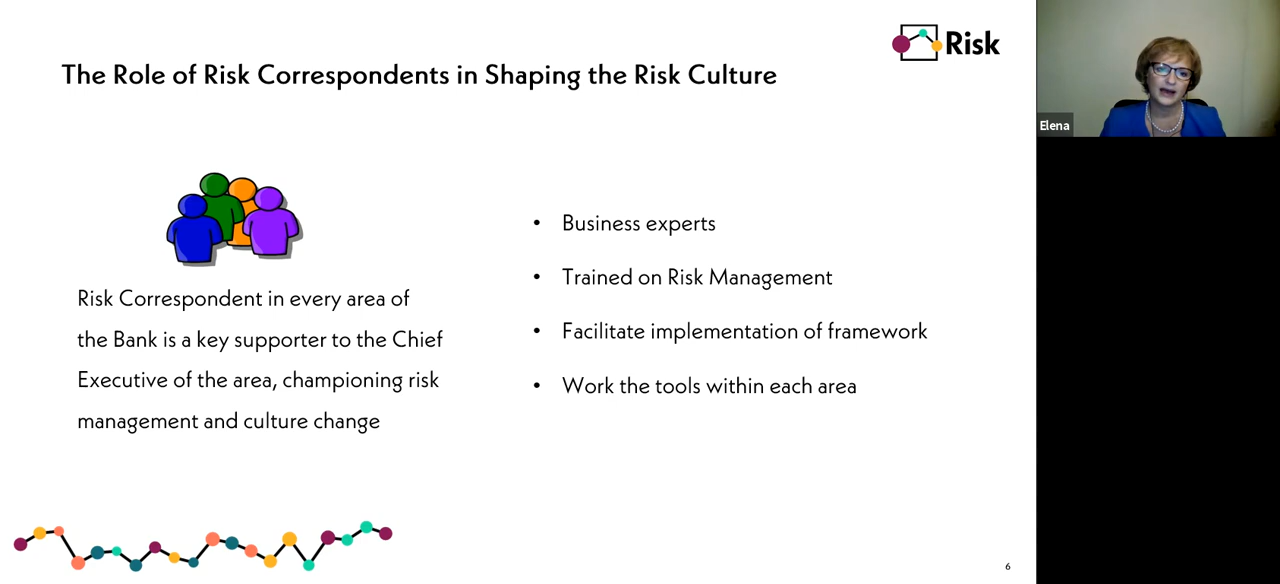 Risk
The Role of Risk Correspondents in Shaping the Risk Culture
Elena
Risk Correspondent in every area of
the Bank is a key supporter to the Chief
Executive of the area, championing risk
management and culture change
• Business experts
• Trained on Risk Management
• Facilitate implementation of framework
• Work the tools within each area
6